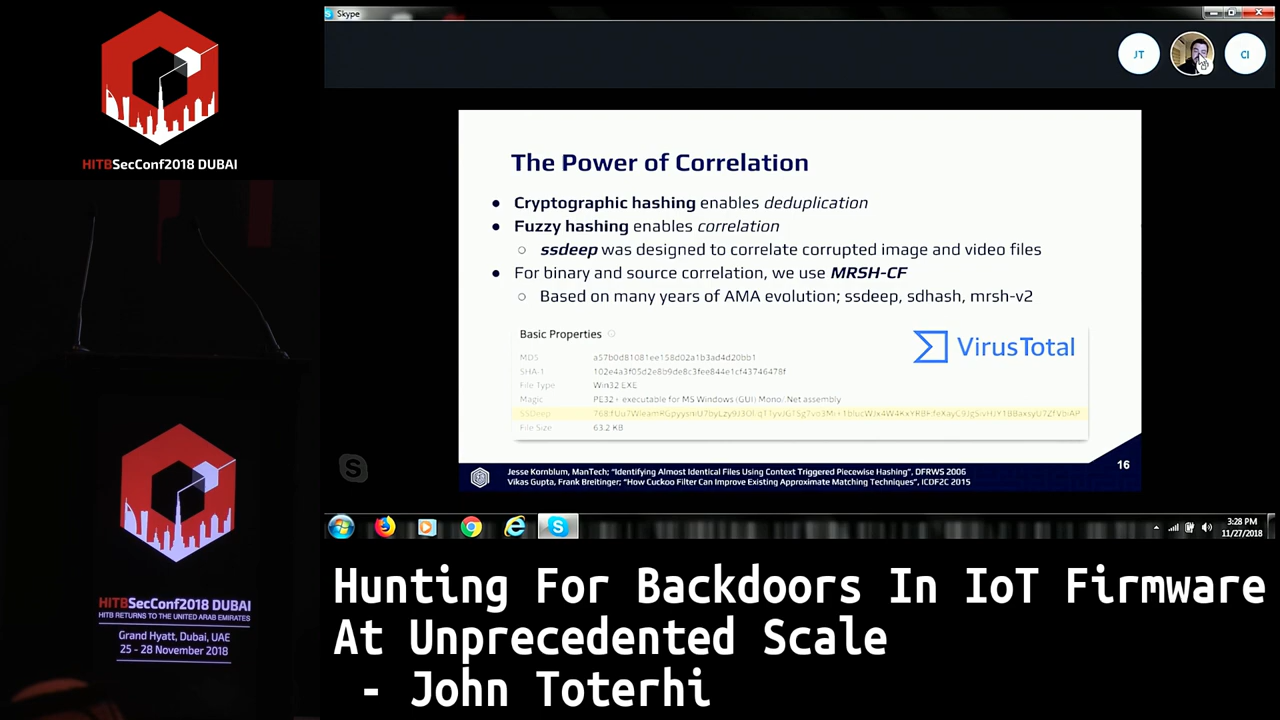 HITBSecConf2018 DUBAI
HITBSecConf2018 DUBAI
HITB RETURNS TO THE UNITED ARAB EMIRATES
Grand Hyatt, Dubai, UAE
25 - 28 November 2018
Skype
JT
CI
The Power of Correlation
● Cryptographic hashing enables deduplication
● Fuzzy hashing enables correlation
○ ssdeep was designed to correlate corrupted image and video files
● For binary and source correlation, we use MRSH-CF
○ Based on many years of AMA evolution; ssdeep, sdhash, mrsh-v2
Basic Properties
VirusTotal
MD5 a57b0d81081ee158d02a1b3ad4d20bb1
SHA-1 102e4a3f05d2e8b9de8c3fee844e1cf43746478f
File Type Win32 EXE
Magic PE32+ executable for MS Windows (GUI) Mono/.Net assembly
SSDeep
File Size 63.2 KB
Jesse Kornblum, ManTech; "Identifying Almost Identical Files Using Context Triggered Piecewise Hashing", DFRWS 2006
Vikas Gupta, Frank Breitinger; "How Cuckoo Filter Can Improve Existing Approximate Matching Techniques", ICDF2C 2015
16
3:28 PM
11/27/2018
Hunting For Backdoors In IoT Firmware
At Unprecedented Scale
- John Toterhi